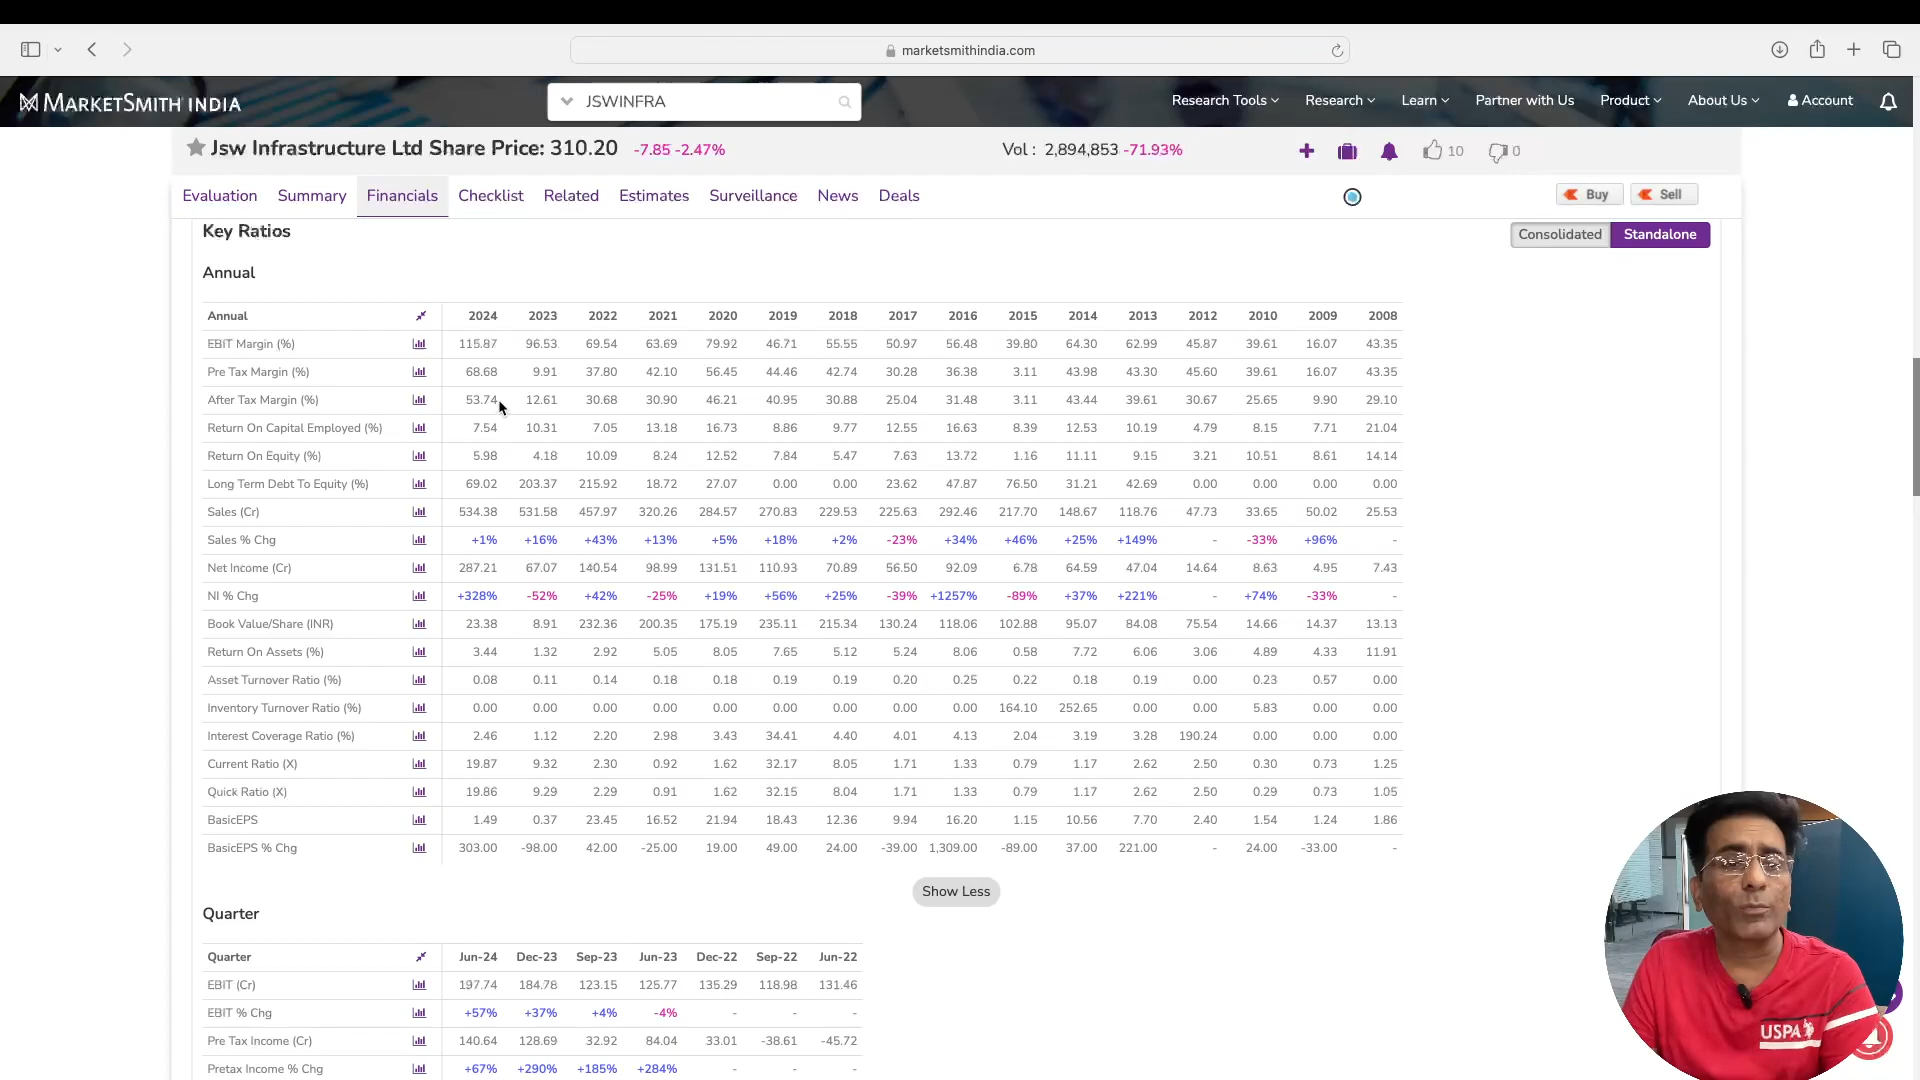 marketsmithindia.com
MARKETSMITH INDIA
JSWINFRA
Research Tools Research Learn Partner with Us Product About Us Account
Jsw Infrastructure Ltd Share Price: 310.20 -7.85 -2.47% Vol : 2,894,853 -71.93% 10 0
Evaluation Summary Financials Checklist Related Estimates Surveillance News Deals Buy Sell
Key Ratios Consolidated Standalone
Annual
Annual 2024 2023 2022 2021 2020 2019 2018 2017 2016 2015 2014 2013 2012 2010 2009 2008
EBIT Margin (%) 115.87 96.53 69.54 63.69 79.92 46.71 55.55 50.97 56.48 39.80 64.30 62.99 45.87 39.61 16.07 43.35
Pre Tax Margin (%) 68.68 9.91 37.80 42.10 56.45 44.46 42.74 30.28 36.38 3.11 43.98 43.30 45.60 39.61 16.07 43.35
After Tax Margin (%) 53.74 12.61 30.68 30.90 46.21 40.95 30.88 25.04 31.48 3.11 43.44 39.61 30.67 25.65 9.90 29.10
Return On Capital Employed (%) 7.54 10.31 7.05 13.18 16.73 8.86 9.77 12.55 16.63 8.39 12.53 10.19 4.79 8.15 7.71 21.04
Return On Equity (%) 5.98 4.18 10.09 8.24 12.52 7.84 5.47 7.63 13.72 1.16 11.11 9.15 3.21 10.51 8.61 14.14
Long Term Debt To Equity (%) 69.02 203.37 215.92 18.72 27.07 0.00 0.00 23.62 47.87 76.50 31.21 42.69 0.00 0.00 0.00 0.00
Sales (Cr) 534.38 531.58 457.97 320.26 284.57 270.83 229.53 225.63 292.46 217.70 148.67 118.76 47.73 33.65 50.02 25.53
Sales % Chg +1% +16% +43% +13% +5% +18% +2% -23% +34% +46% +25% +149% - -33% +96% -
Net Income (Cr) 287.21 67.07 140.54 98.99 131.51 110.93 70.89 56.50 92.09 6.78 64.59 47.04 14.64 8.63 4.95 7.43
NI % Chg +328% -52% +42% -25% +19% +56% +25% -39% +1257% -89% +37% +221% - +74% -33% -
Book Value/Share (INR) 23.38 8.91 232.36 200.35 175.19 235.11 215.34 130.24 118.06 102.88 95.07 84.08 75.54 14.66 14.37 13.13
Return On Assets (%) 3.44 1.32 2.92 5.05 8.05 7.65 5.12 5.24 8.06 0.58 7.72 6.06 3.06 4.89 4.33 11.91
Asset Turnover Ratio (%) 0.08 0.11 0.14 0.18 0.18 0.19 0.19 0.20 0.25 0.22 0.18 0.19 0.00 0.23 0.57 0.00
Inventory Turnover Ratio (%) 0.00 0.00 0.00 0.00 0.00 0.00 0.00 0.00 0.00 164.10 252.65 0.00 0.00 5.83 0.00 0.00
Interest Coverage Ratio (%) 2.46 1.12 2.20 2.98 3.43 34.41 4.40 4.01 4.13 2.04 3.19 3.28 190.24 0.00 0.00 0.00
Current Ratio (X) 19.87 9.32 2.30 0.92 1.62 32.17 8.05 1.71 1.33 0.79 1.17 2.62 2.50 0.30 0.73 1.25
Quick Ratio (X) 19.86 9.29 2.29 0.91 1.62 32.15 8.04 1.71 1.33 0.79 1.17 2.62 2.50 0.29 0.73 1.05
BasicEPS 1.49 0.37 23.45 16.52 21.94 18.43 12.36 9.94 16.20 1.15 10.56 7.70 2.40 1.54 1.24 1.86
BasicEPS % Chg 303.00 -98.00 42.00 -25.00 19.00 49.00 24.00 -39.00 1,309.00 -89.00 37.00 221.00 - 24.00 -33.00 -
Show Less
Quarter
Quarter Jun-24 Dec-23 Sep-23 Jun-23 Dec-22 Sep-22 Jun-22
EBIT (Cr) 197.74 184.78 123.15 125.77 135.29 118.98 131.46
EBIT % Chg +57% +37% +4% -4% - - -
Pre Tax Income (Cr) 140.64 128.69 32.92 84.04 33.01 -38.61 -45.72
Pretax Income % Chg +67% +290% +185% +284% - - -
USPA